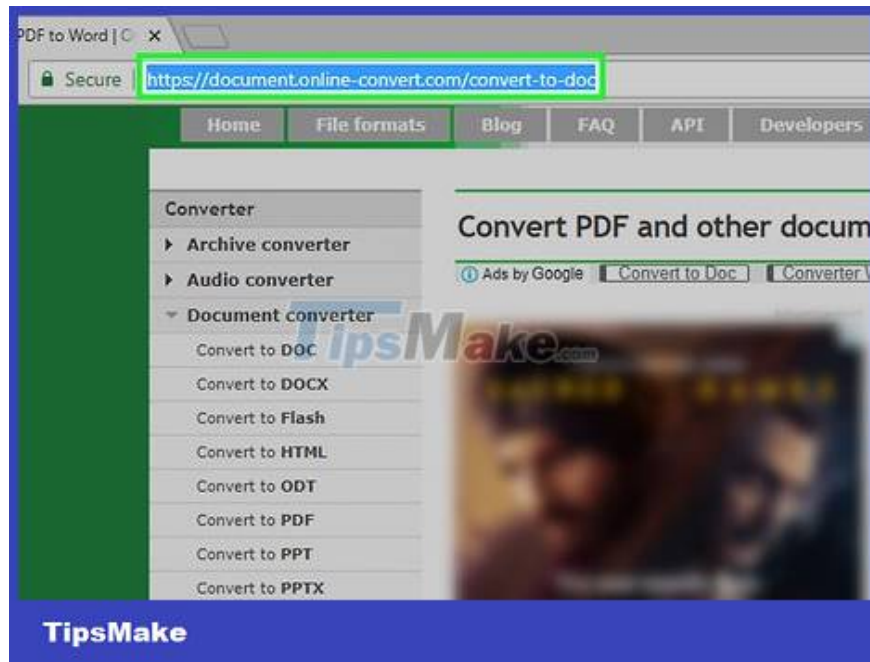 PDF to Word | C
Secure | https://document.online-convert.com/convert-to-doc
Home File formats Blog FAQ API Developers
Converter
Archive converter
Audio converter
Document converter
Convert to DOC
Convert to DOCX
Convert to Flash
Convert to HTML
Convert to ODT
Convert to PDF
Convert to PPT
Convert to PPTX
Convert PDF and other docum
Ads by Google Convert to Doc Converter
TipsMake.com
TipsMake